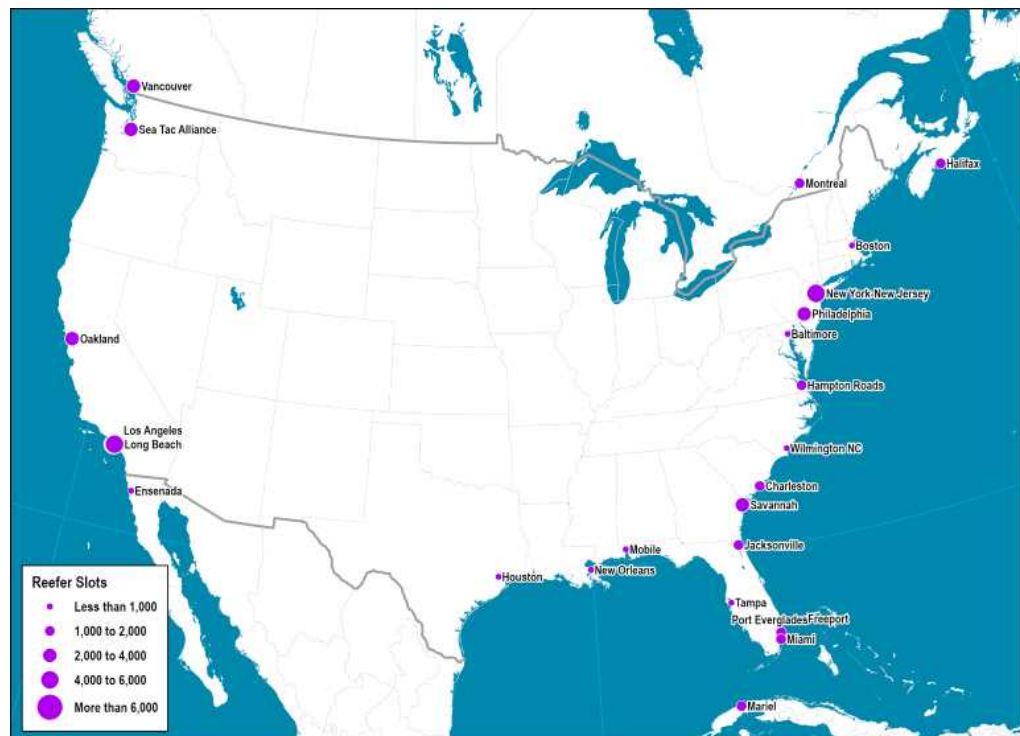 Vancouver
Sea Tac Alliance
Halifax
Montreal
Boston
New York-New Jersey
Philadelphia
Baltimore
Oakland
Hampton Roads
Los Angeles
Long Beach
Wilmington NC
Ensenada
Charleston
Savannah
Jacksonville
Mobile
New Orleans
Houston
Tampa
Port Everglades Freeport
Miami
Mariel
Reefer Slots
Less than 1,000
1,000 to 2,000
2,000 to 4,000
4,000 to 6,000
More than 6,000